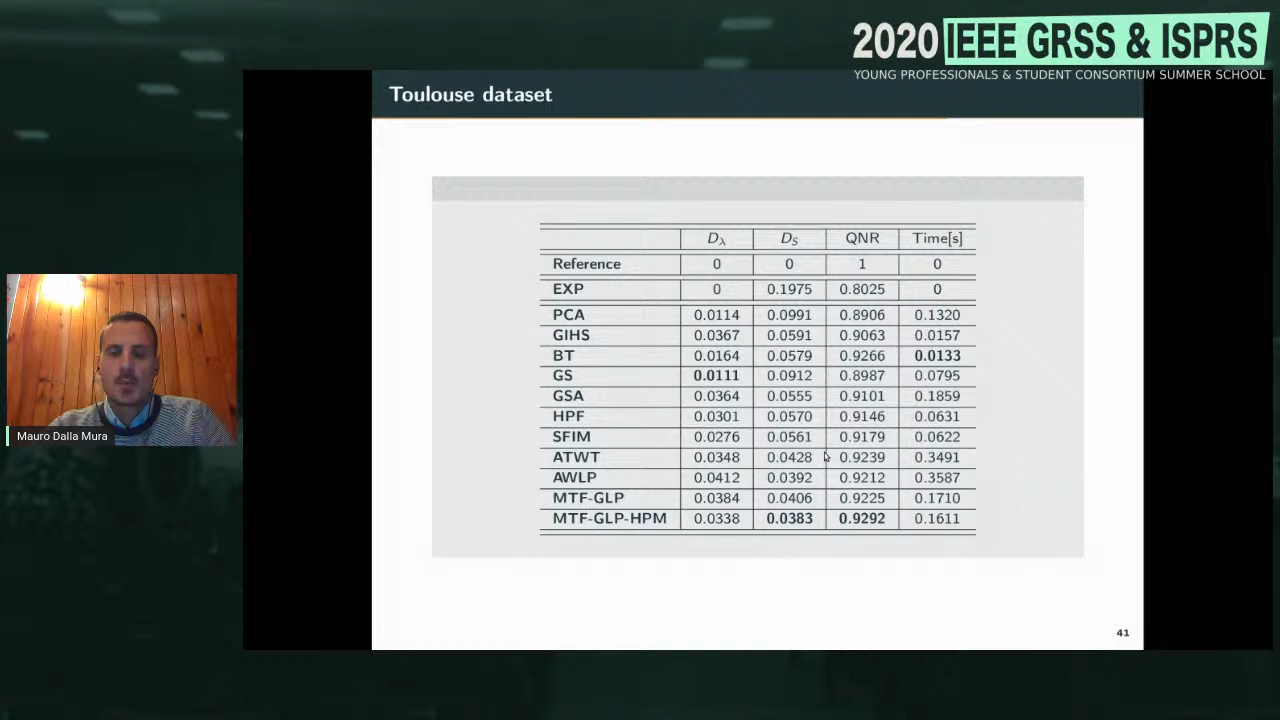 2020 IEEE GRSS & ISPRS
YOUNG PROFESSIONALS & STUDENT CONSORTIUM SUMMER SCHOOL
Toulouse dataset
Dλ DS QNR Time[s]
Reference 0 0 1 0
EXP 0 0.1975 0.8025 0
PCA 0.0114 0.0991 0.8906 0.1320
GIHS 0.0367 0.0591 0.9063 0.0157
BT 0.0164 0.0579 0.9266 0.0133
GS 0.0111 0.0912 0.8987 0.0795
GSA 0.0364 0.0555 0.9101 0.1859
HPF 0.0301 0.0570 0.9146 0.0631
SFIM 0.0276 0.0561 0.9179 0.0622
ATWT 0.0348 0.0428 0.9239 0.3491
AWLP 0.0412 0.0392 0.9212 0.3587
MTF-GLP 0.0384 0.0406 0.9225 0.1710
MTF-GLP-HPM 0.0338 0.0383 0.9292 0.1611
Mauro Dalla Mura
41